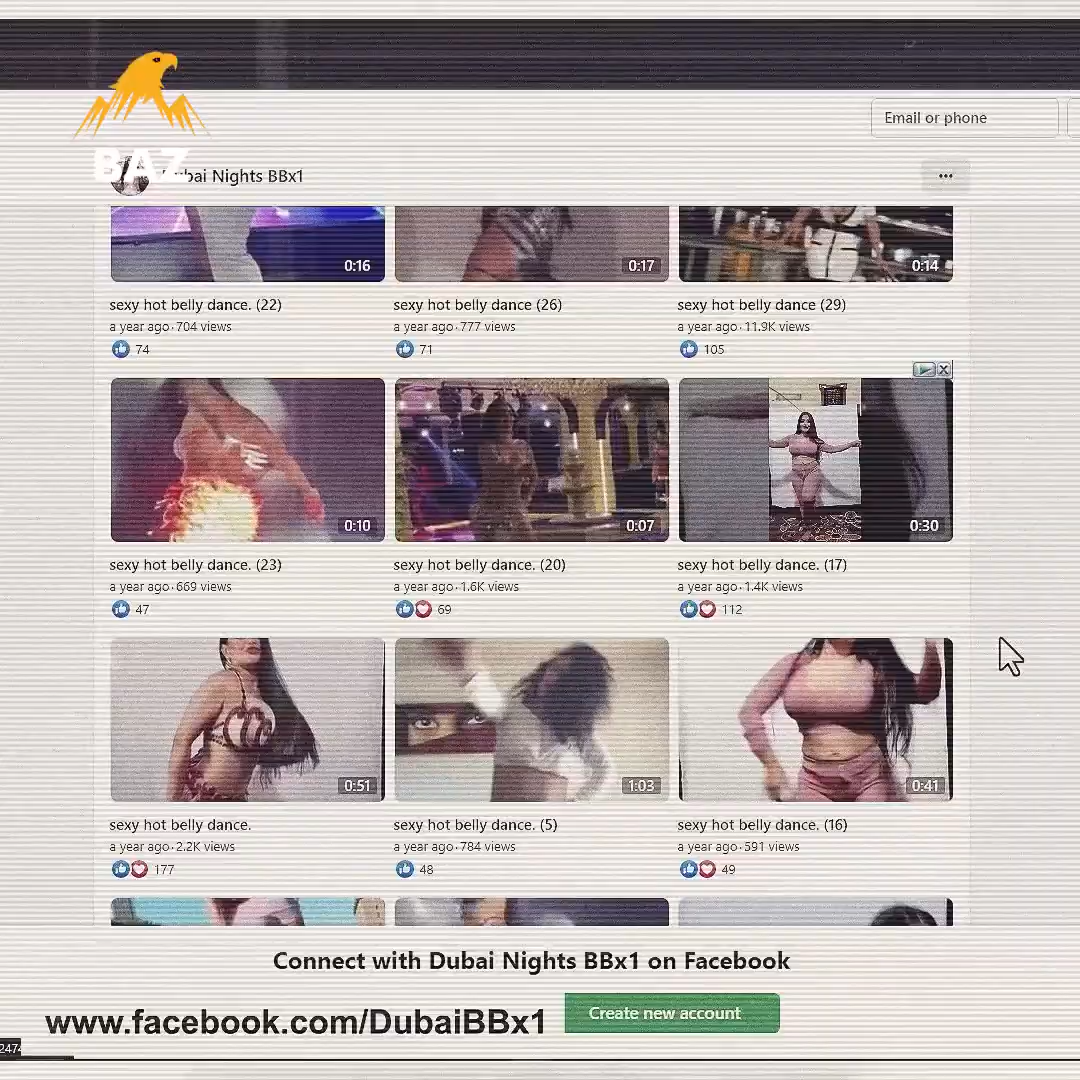 BAZ
Email or phone
bai Nights BBx1
0:16
0:17
0:14
sexy hot belly dance. (22)
sexy hot belly dance (26)
sexy hot belly dance (29)
a year ago · 704 views
a year ago · 777 views
a year ago · 11.9K views
74
71
105
0:10
0:07
0:30
sexy hot belly dance. (23)
sexy hot belly dance. (20)
sexy hot belly dance. (17)
a year ago · 669 views
a year ago · 1.6K views
a year ago · 1.4K views
47
69
112
0:51
1:03
0:41
sexy hot belly dance.
sexy hot belly dance. (5)
sexy hot belly dance. (16)
a year ago · 2.2K views
a year ago · 784 views
a year ago · 591 views
177
48
49
Connect with Dubai Nights BBx1 on Facebook
www.facebook.com/DubaiBBx1
Create new account
2474